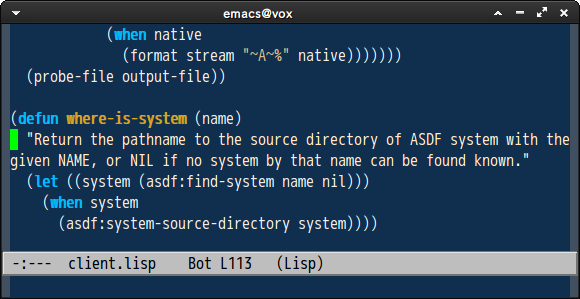 emacs@vox
(when native
(format stream "~A~%" native)))))))
(probe-file output-file))
(defun where-is-system (name)
"Return the pathname to the source directory of ASDF system with the
given NAME, or NIL if no system by that name can be found known."
(let ((system (asdf:find-system name nil)))
(when system
(asdf:system-source-directory system))))
-:--- client.lisp Bot L113 (Lisp)